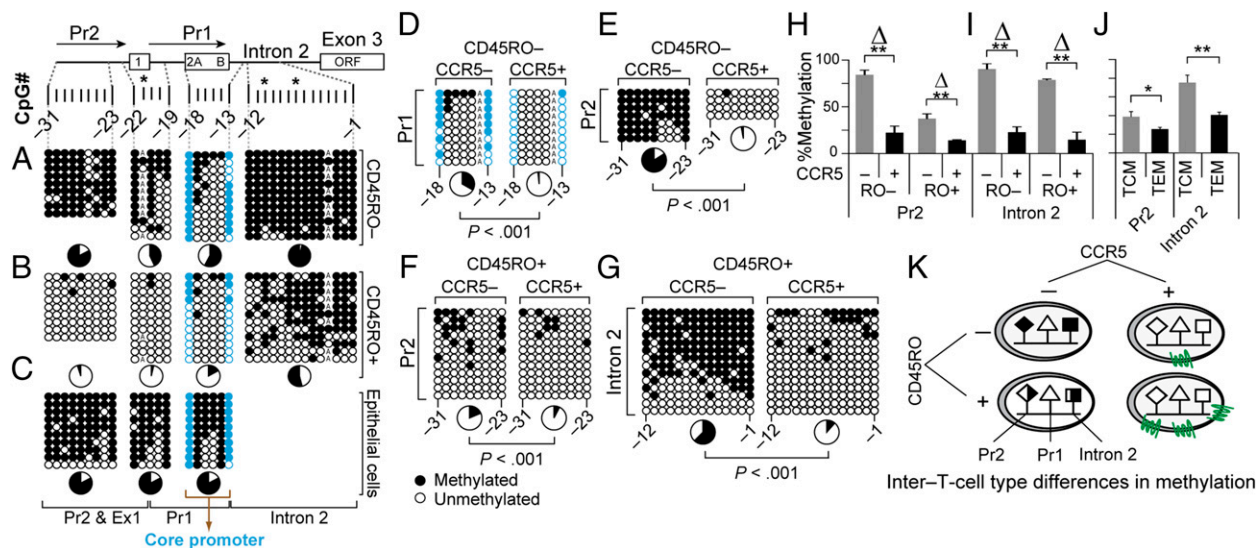 Pr2 Pr1 Intron 2 Exon 3
1 2A B ORF
* * *
CpG#
−31 −23 −22 −19 −18 −13 −12 −1
A
A A A A A A A
CD45RO−
B
A A A A A A A
CD45RO+
C
Epithelial cells
Pr2 & Ex1 Pr1 Intron 2
Core promoter
D
CD45RO−
CCR5− CCR5+
Pr1
A A A A A A A A
−18 −13 −18 −13
P < .001
E
CD45RO−
CCR5− CCR5+
Pr2
−31 −23 −31 −23
P < .001
F
CD45RO+
CCR5− CCR5+
Pr2
−31 −23 −31 −23
P < .001
Methylated
Unmethylated
G
CD45RO+
CCR5− CCR5+
Intron 2
−12 −1 −12 −1
P < .001
H
%Methylation
100
50
0
Δ
**
Δ
**
CCR5 − + − +
RO− RO+
Pr2
I
Δ
**
Δ
**
− + − +
RO− RO+
Intron 2
J
* **
TCM TEM TCM TEM
Pr2 Intron 2
K
CCR5
− +
CD45RO
−
+
Pr2 Pr1 Intron 2
Inter–T-cell type differences in methylation